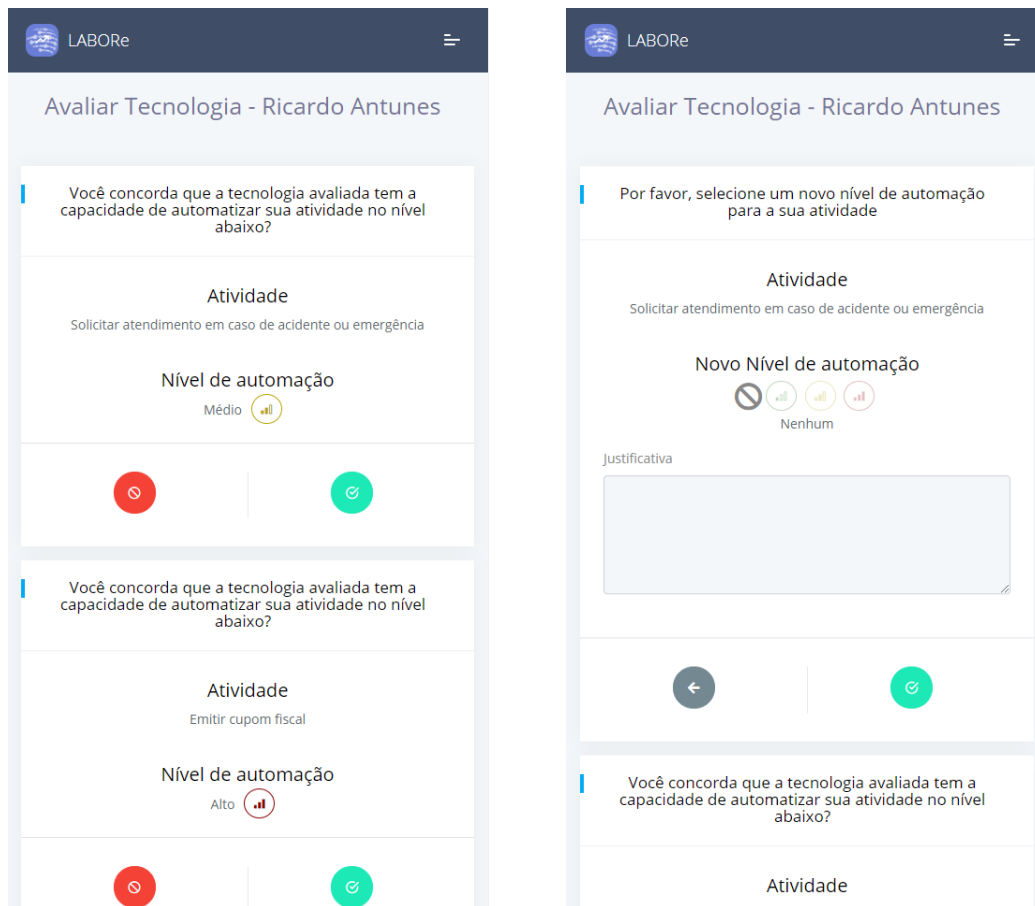 LABORe
Avaliar Tecnologia - Ricardo Antunes
Você concorda que a tecnologia avaliada tem a
capacidade de automatizar sua atividade no nível
abaixo?
Atividade
Solicitar atendimento em caso de acidente ou emergência
Nível de automação
Médio
Você concorda que a tecnologia avaliada tem a
capacidade de automatizar sua atividade no nível
abaixo?
Atividade
Emitir cupom fiscal
Nível de automação
Alto
LABORe
Avaliar Tecnologia - Ricardo Antunes
Por favor, selecione um novo nível de automação
para a sua atividade
Atividade
Solicitar atendimento em caso de acidente ou emergência
Novo Nível de automação
Nenhum
Justificativa
Você concorda que a tecnologia avaliada tem a
capacidade de automatizar sua atividade no nível
abaixo?
Atividade